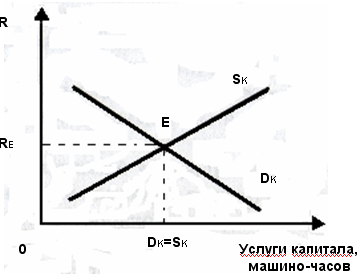 R
SK
E
RE
DK
0
DK=SK
Услуги капитала,
машино-часов